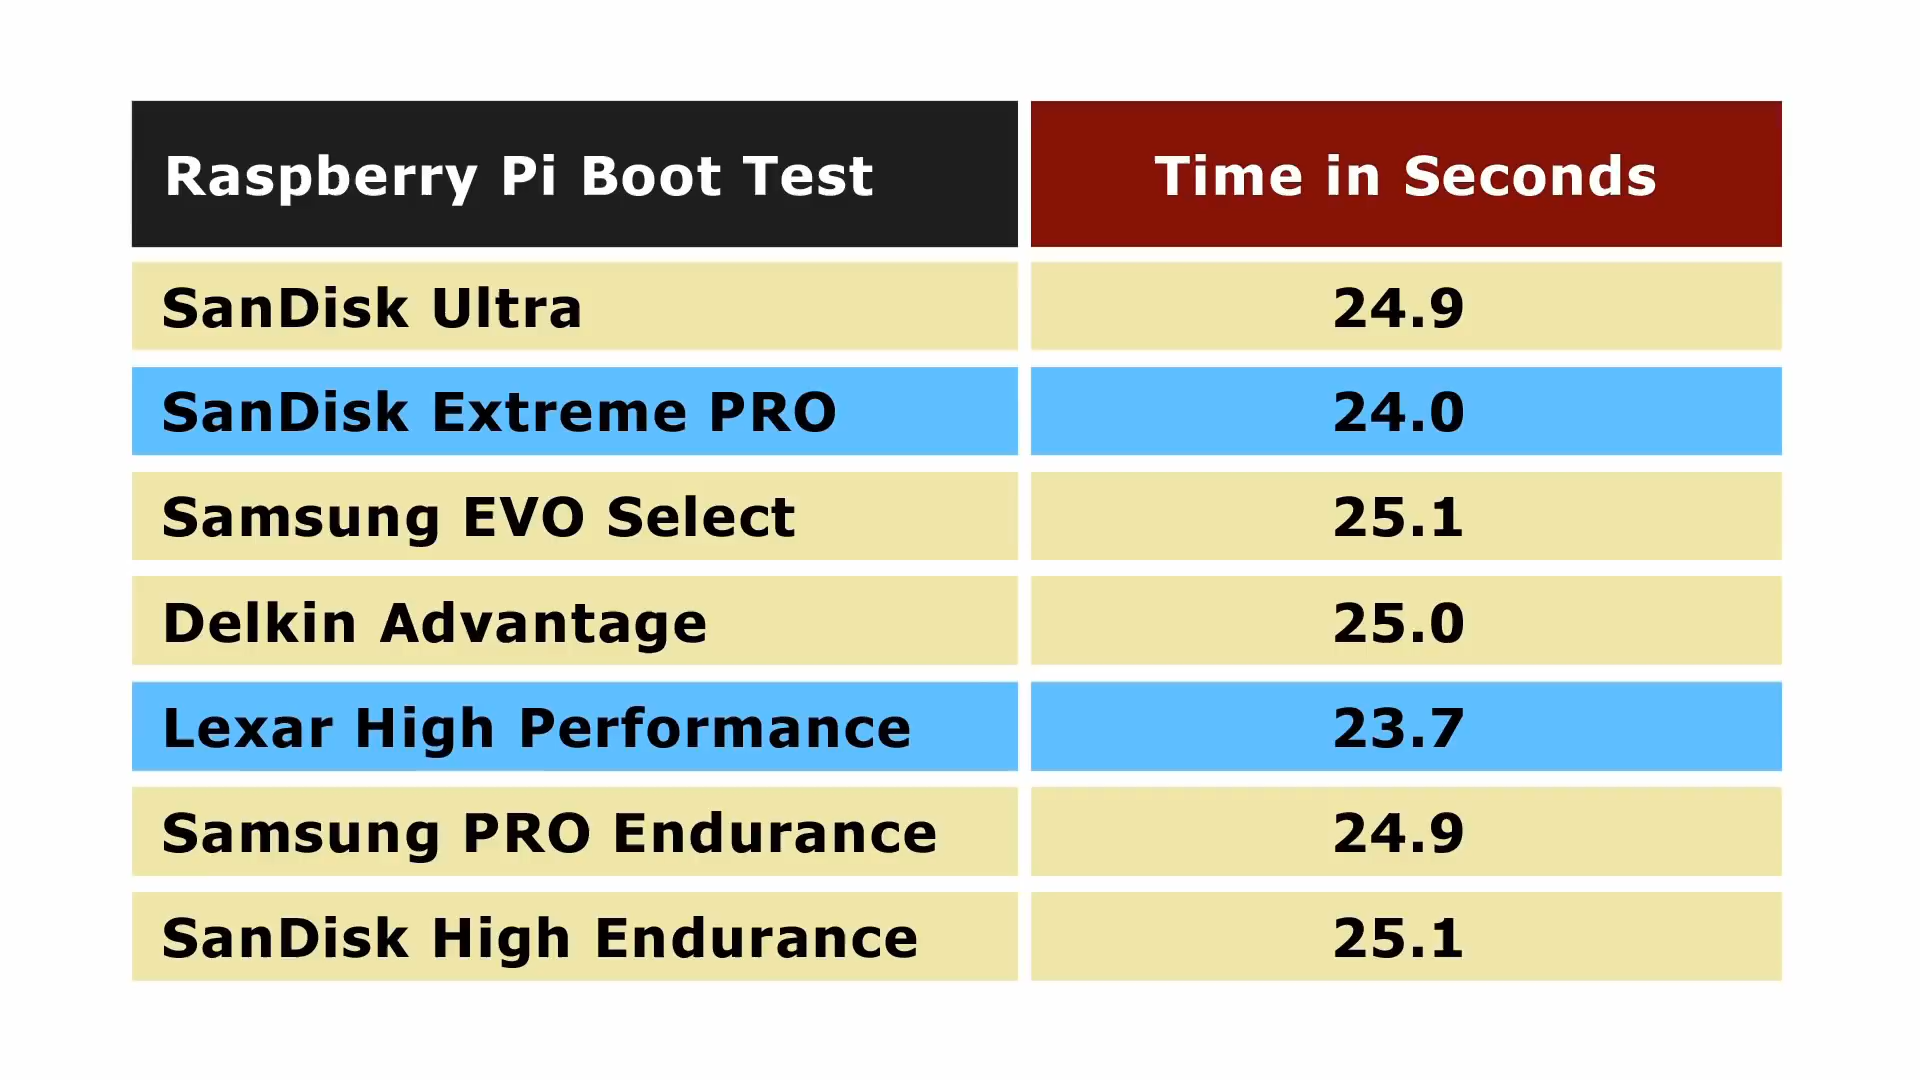 Raspberry Pi Boot Test Time in Seconds
SanDisk Ultra 24.9
SanDisk Extreme PRO 24.0
Samsung EVO Select 25.1
Delkin Advantage 25.0
Lexar High Performance 23.7
Samsung PRO Endurance 24.9
SanDisk High Endurance 25.1